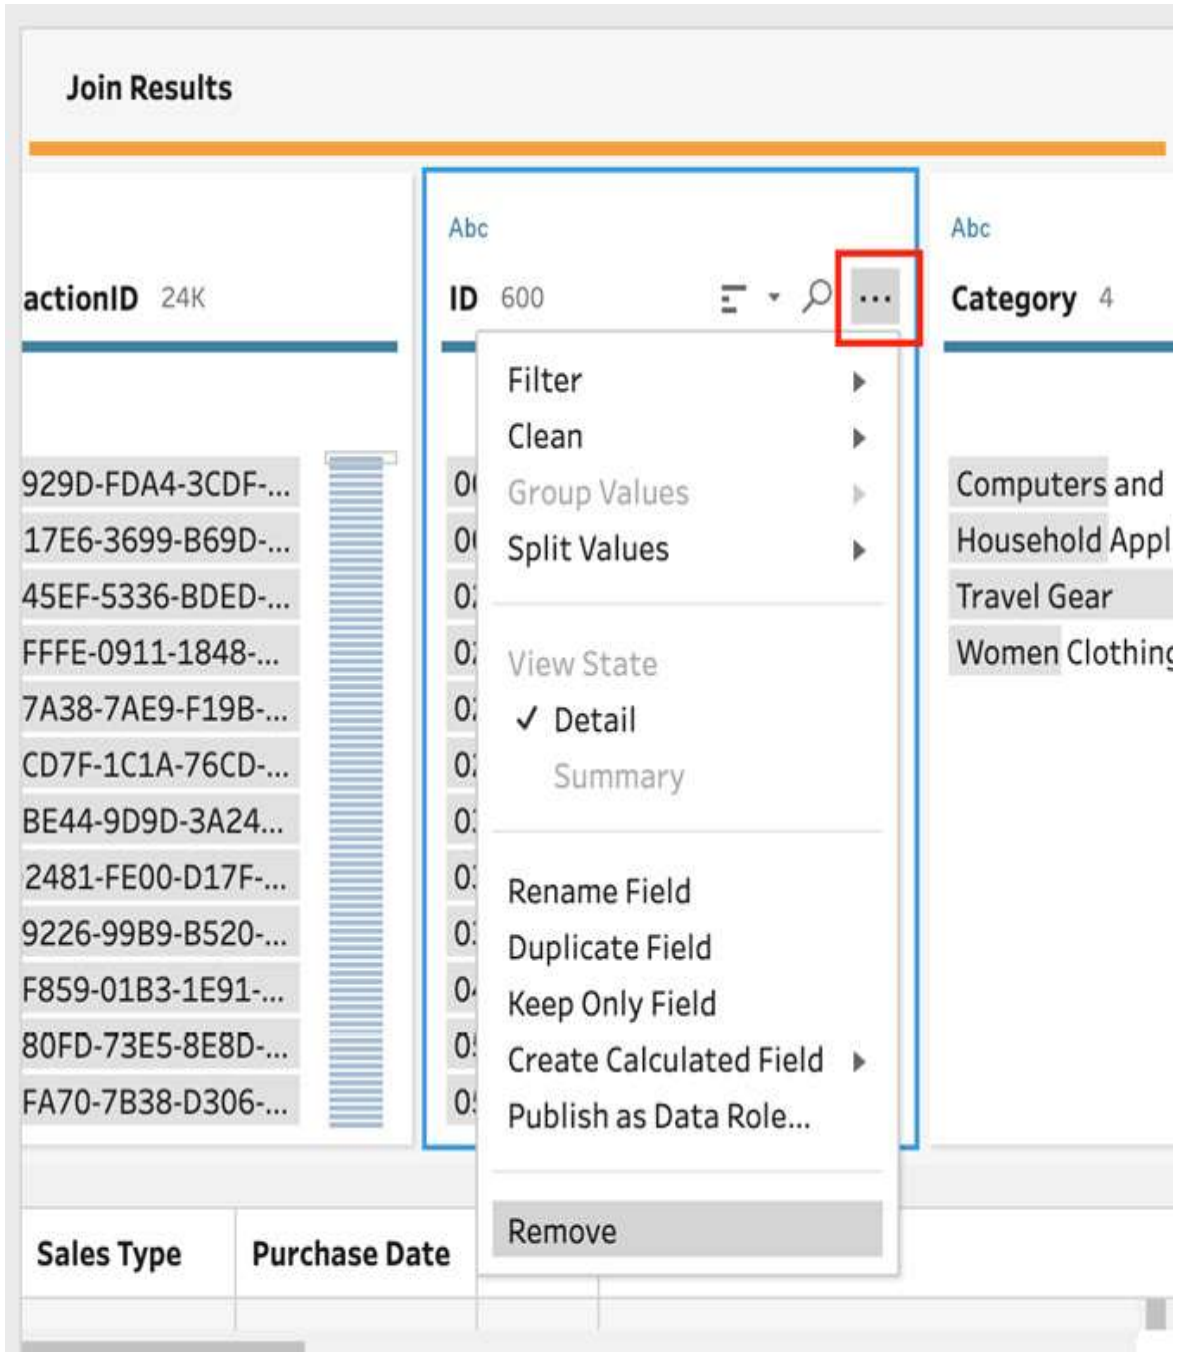 Join Results
Abc
Abc
actionID 24K
ID 600
Category 4
929D-FDA4-3CDF-...
17E6-3699-B69D-...
45EF-5336-BDED-...
FFFE-0911-1848-...
7A38-7AE9-F19B-...
CD7F-1C1A-76CD-...
BE44-9D9D-3A24...
2481-FE00-D17F-...
9226-99B9-B520-...
F859-01B3-1E91-...
80FD-73E5-8E8D-...
FA70-7B38-D306-...
Filter
Clean
Group Values
Split Values
View State
✓ Detail
Summary
Rename Field
Duplicate Field
Keep Only Field
Create Calculated Field
Publish as Data Role...
Remove
Computers and
Household Appl
Travel Gear
Women Clothing
Sales Type
Purchase Date